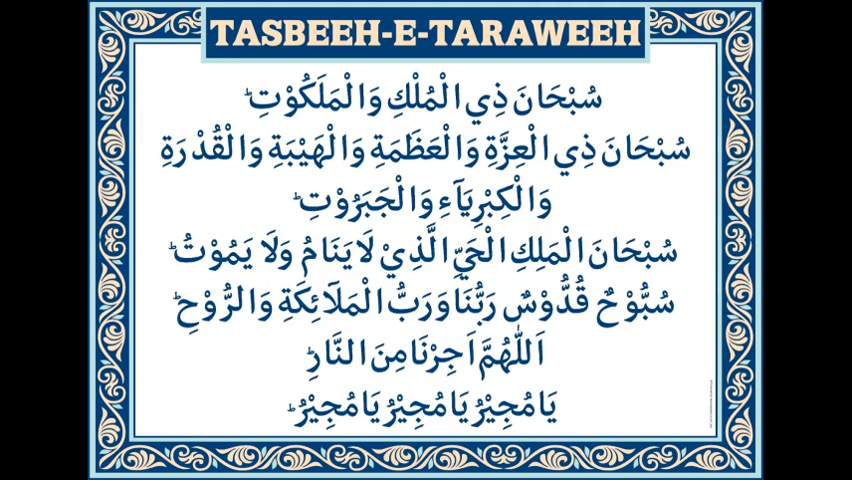 TASBEEH-E-TARAWEEH
سُبْحَانَ ذِي الْمُلْكِ وَالْمَلَكُوْتِ ؕ
سُبْحَانَ ذِي الْعِزَّةِ وَالْعَظَمَةِ وَالْهَيْبَةِ وَالْقُدْرَةِ
وَالْكِبْرِيَآءِ وَالْجَبَرُوْتِ ؕ
سُبْحَانَ الْمَلِكِ الْحَيِّ الَّذِيْ لَا يَنَامُ وَلَا يَمُوْتُ ؕ
سُبُّوْحٌ قُدُّوْسٌ رَبُّنَا وَرَبُّ الْمَلَآئِكَةِ وَالرُّوْحِ ؕ
اَللّٰهُمَّ اَجِرْنَا مِنَ النَّارِ ؕ
يَا مُجِيْرُ يَا مُجِيْرُ يَا مُجِيْرُ ؕ